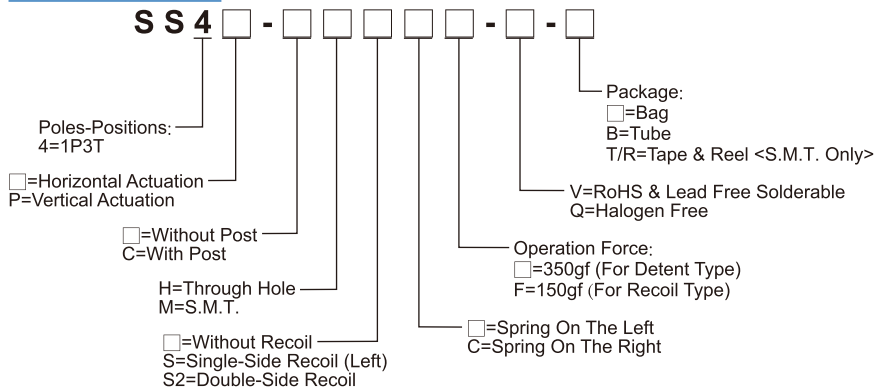 SS4□-□□□□□-□-□
Package:
□=Bag
B=Tube
T/R=Tape & Reel <S.M.T. Only>
Poles-Positions:
4=1P3T
□=Horizontal Actuation
P=Vertical Actuation
V=RoHS & Lead Free Solderable
Q=Halogen Free
□=Without Post
C=With Post
Operation Force:
□=350gf (For Detent Type)
F=150gf (For Recoil Type)
H=Through Hole
M=S.M.T.
□=Spring On The Left
C=Spring On The Right
□=Without Recoil
S=Single-Side Recoil (Left)
S2=Double-Side Recoil